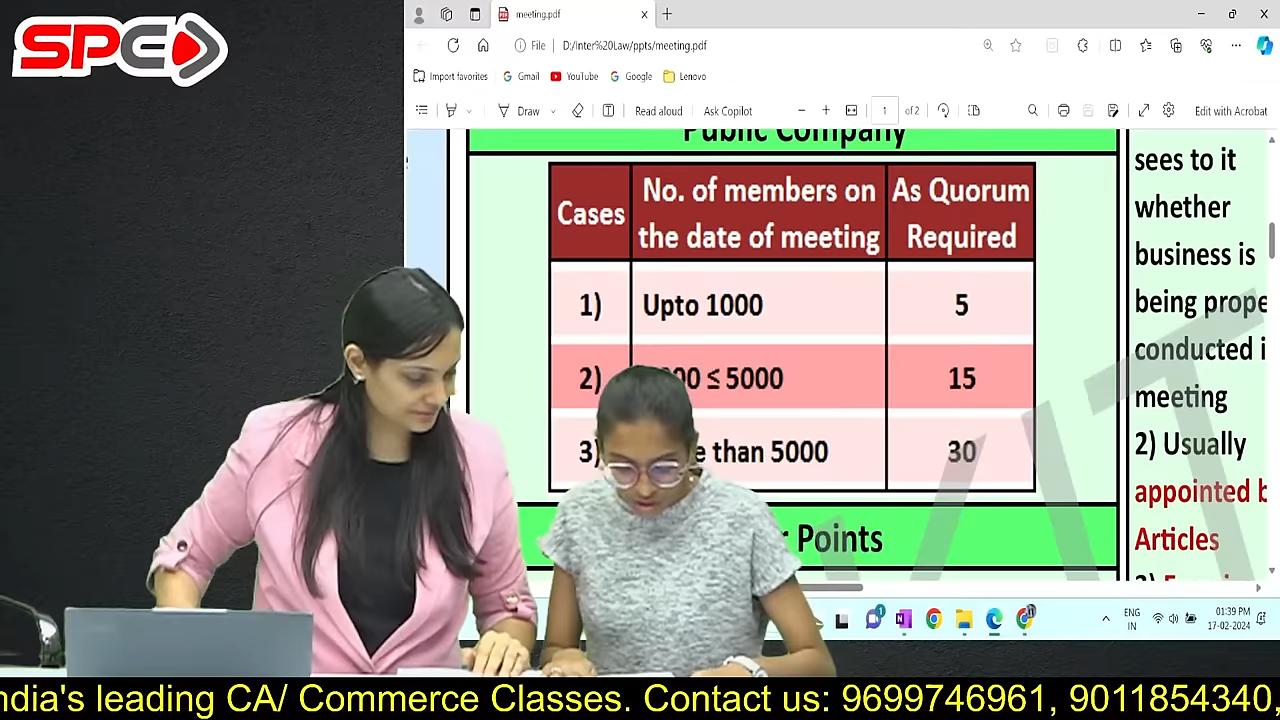 SPC
meeting.pdf
File D:/Inter%20Law/ppts/meeting.pdf
Import favorites Gmail YouTube Google Lenovo
Draw Read aloud Ask Copilot 1 of 2 Edit with Acrobat
Public Company
Cases No. of members on the date of meeting As Quorum Required
1) Upto 1000 5
2) ≤ 5000 15
3) than 5000 30
Points
sees to it
whether
business is
being prope
conducted i
meeting
2) Usually
appointed b
Articles
ENG
IN
01:39 PM
17-02-2024
ndia's leading CA/ Commerce Classes. Contact us: 9699746961, 9011854340,